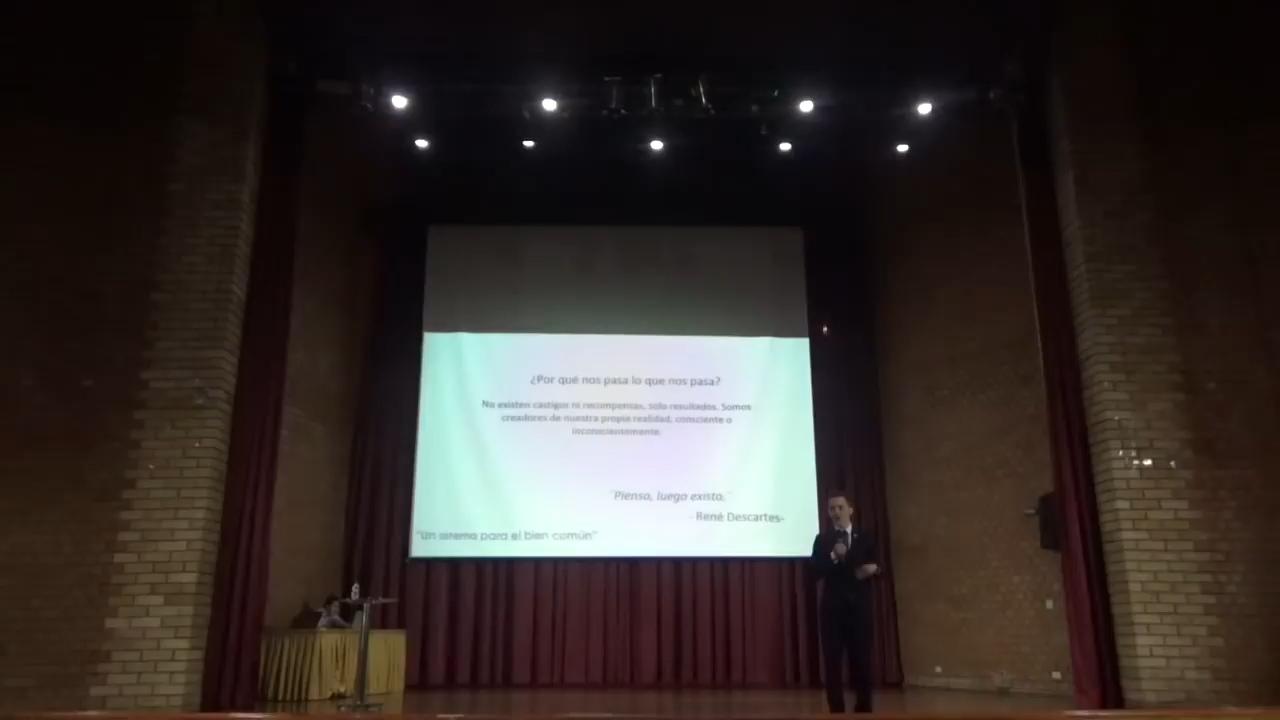 ¿Por qué nos pasa lo que nos pasa?
No existen castigos ni recompensas, solo resultados. Somos
creadores de nuestra propia realidad, consciente o
inconscientemente.
¨Pienso, luego existo.¨
- René Descartes-
"Un sistema para el bien común"